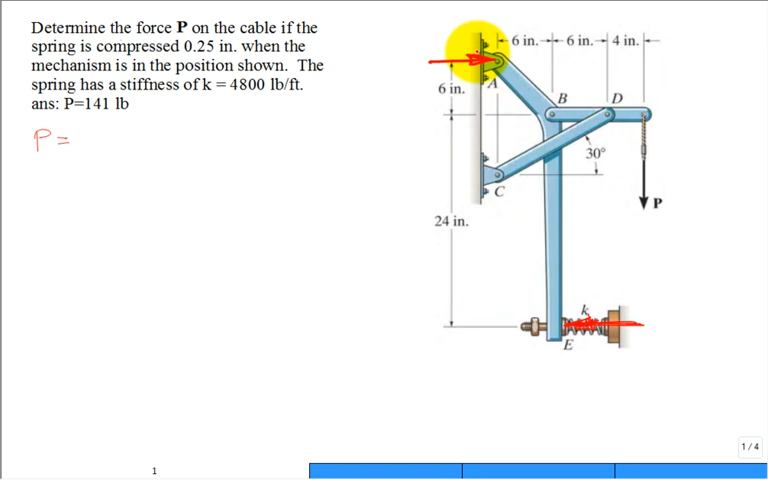 Determine the force P on the cable if the
spring is compressed 0.25 in. when the
mechanism is in the position shown. The
spring has a stiffness of k = 4800 lb/ft.
ans: P=141 lb
P =
6 in.
6 in.
4 in.
A
6 in.
B
D
30°
C
P
24 in.
k
E
1 / 4
1